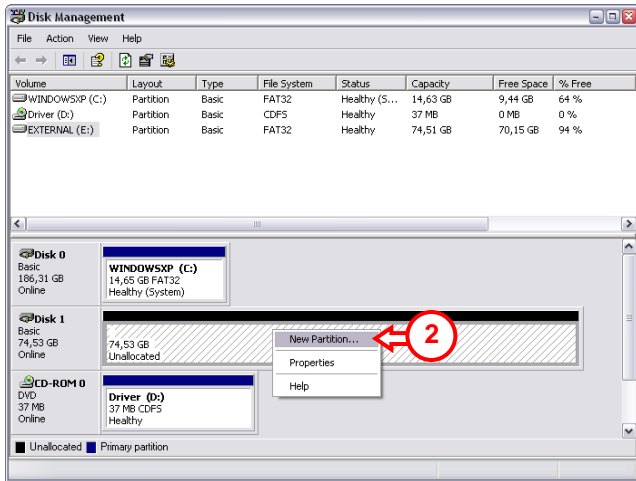 Disk Management
File Action View Help
Volume Layout Type File System Status Capacity Free Space % Free
WINDOWSXP (C:) Partition Basic FAT32 Healthy (S... 14,63 GB 9,44 GB 64 %
Driver (D:) Partition Basic CDFS Healthy 37 MB 0 MB 0 %
EXTERNAL (E:) Partition Basic FAT32 Healthy 74,51 GB 70,15 GB 94 %
Disk 0
Basic
186,31 GB
Online
WINDOWSXP (C:)
14,65 GB FAT32
Healthy (System)
Disk 1
Basic
74,53 GB
Online
74,53 GB
Unallocated
New Partition...
Properties
Help
2
CD-ROM 0
DVD
37 MB
Online
Driver (D:)
37 MB CDFS
Healthy
Unallocated Primary partition